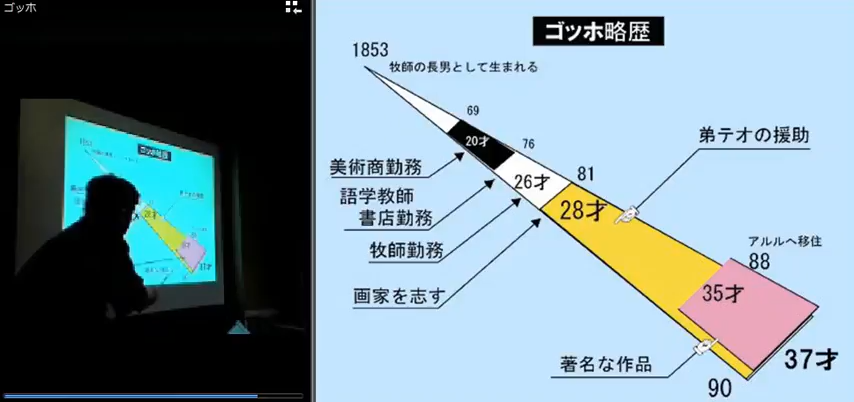 ゴッホ
ゴッホ略歴
1853
牧師の長男として生まれる
69
20才
76
美術商勤務
26才
81
弟テオの援助
語学教師
書店勤務
28才
牧師勤務
アルルへ移住
88
画家を志す
35才
37才
著名な作品
90